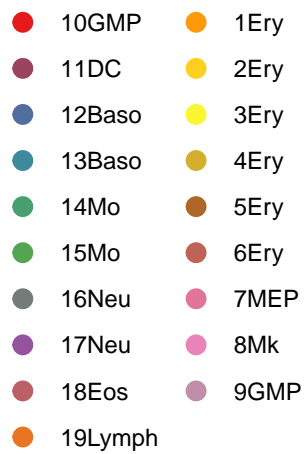 10GMP 1Ery
11DC 2Ery
12Baso 3Ery
13Baso 4Ery
14Mo 5Ery
15Mo 6Ery
16Neu 7MEP
17Neu 8Mk
18Eos 9GMP
19Lymph